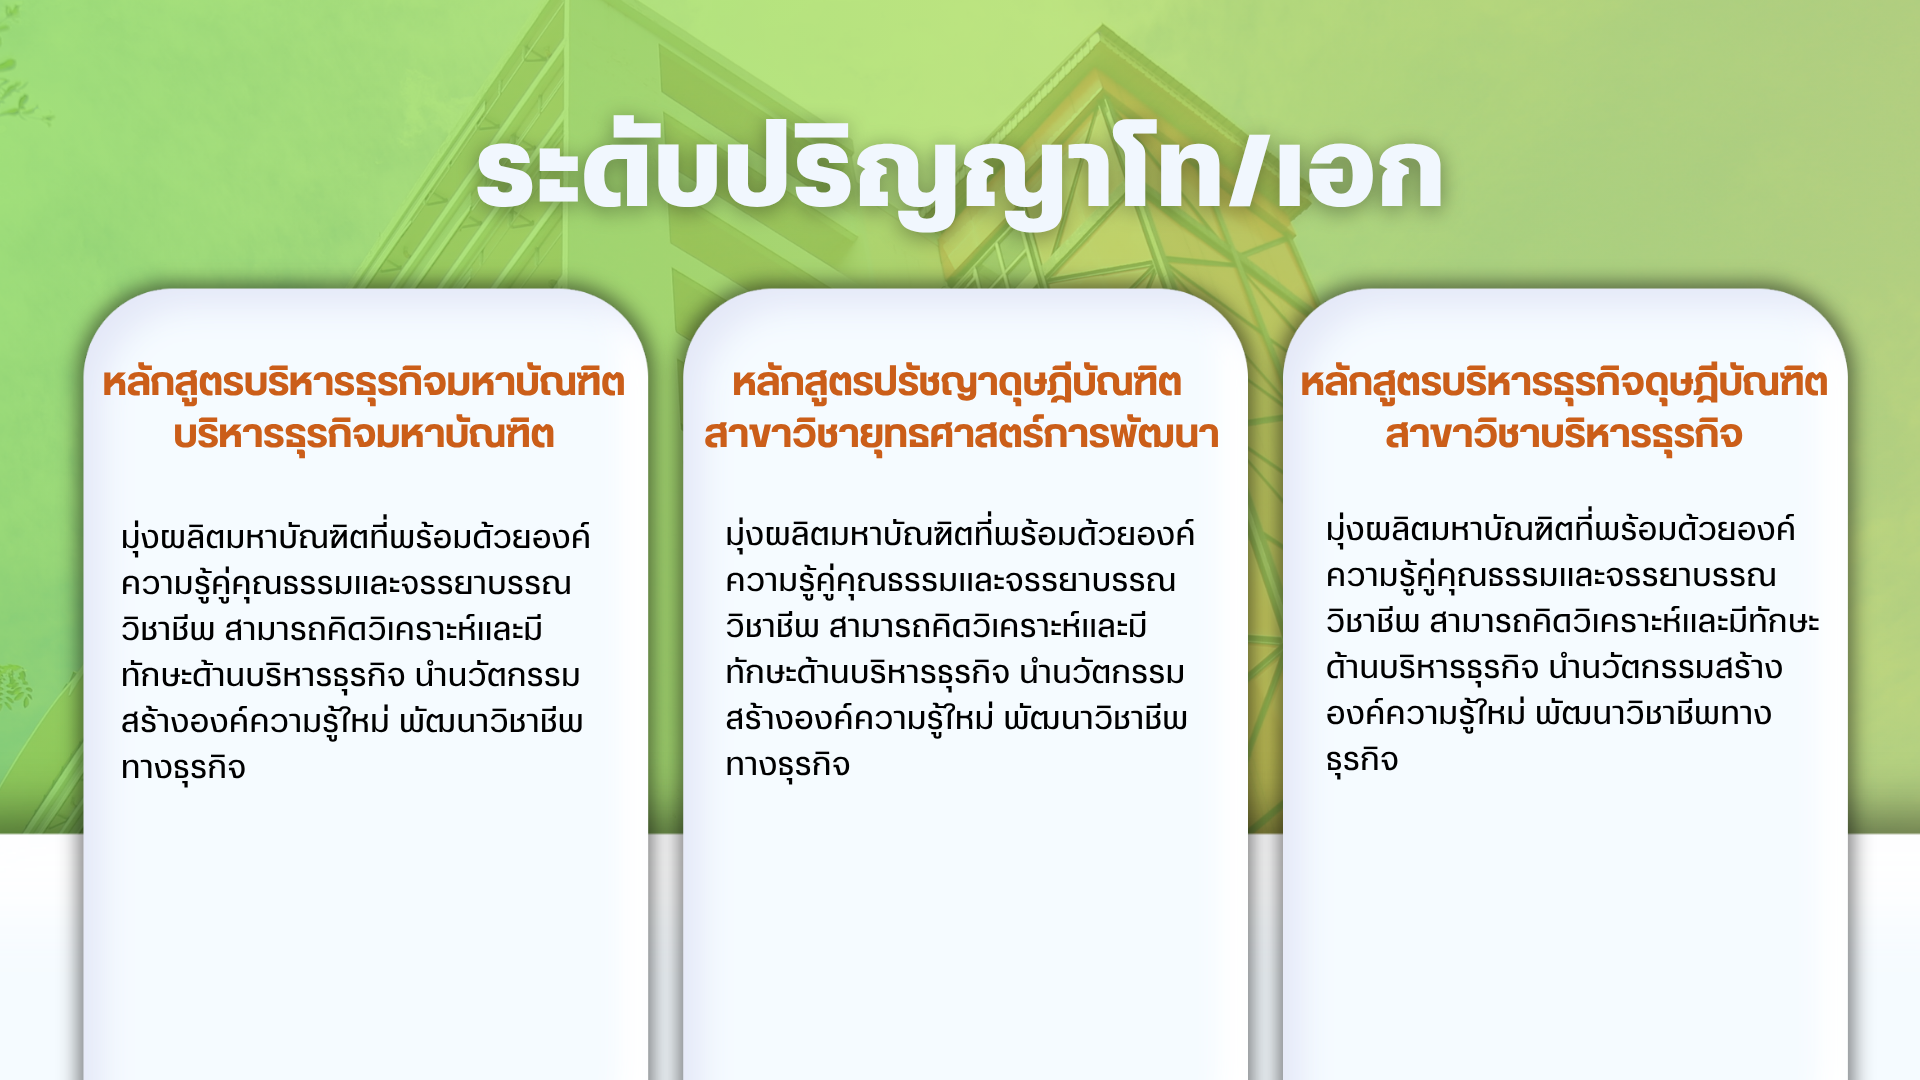 ระดับปริญญาโท/เอก
หลักสูตรบริหารธุรกิจมหาบัณฑิต
บริหารธุรกิจมหาบัณฑิต
มุ่งผลิตมหาบัณฑิตที่พร้อมด้วยองค์
ความรู้คู่คุณธรรมและจรรยาบรรณ
วิชาชีพ สามารถคิดวิเคราะห์และมี
ทักษะด้านบริหารธุรกิจ นำนวัตกรรม
สร้างองค์ความรู้ใหม่ พัฒนาวิชาชีพ
ทางธุรกิจ
หลักสูตรปรัชญาดุษฎีบัณฑิต
สาขาวิชายุทธศาสตร์การพัฒนา
มุ่งผลิตมหาบัณฑิตที่พร้อมด้วยองค์
ความรู้คู่คุณธรรมและจรรยาบรรณ
วิชาชีพ สามารถคิดวิเคราะห์และมี
ทักษะด้านบริหารธุรกิจ นำนวัตกรรม
สร้างองค์ความรู้ใหม่ พัฒนาวิชาชีพ
ทางธุรกิจ
หลักสูตรบริหารธุรกิจดุษฎีบัณฑิต
สาขาวิชาบริหารธุรกิจ
มุ่งผลิตมหาบัณฑิตที่พร้อมด้วยองค์
ความรู้คู่คุณธรรมและจรรยาบรรณ
วิชาชีพ สามารถคิดวิเคราะห์และมีทักษะ
ด้านบริหารธุรกิจ นำนวัตกรรมสร้าง
องค์ความรู้ใหม่ พัฒนาวิชาชีพทาง
ธุรกิจ